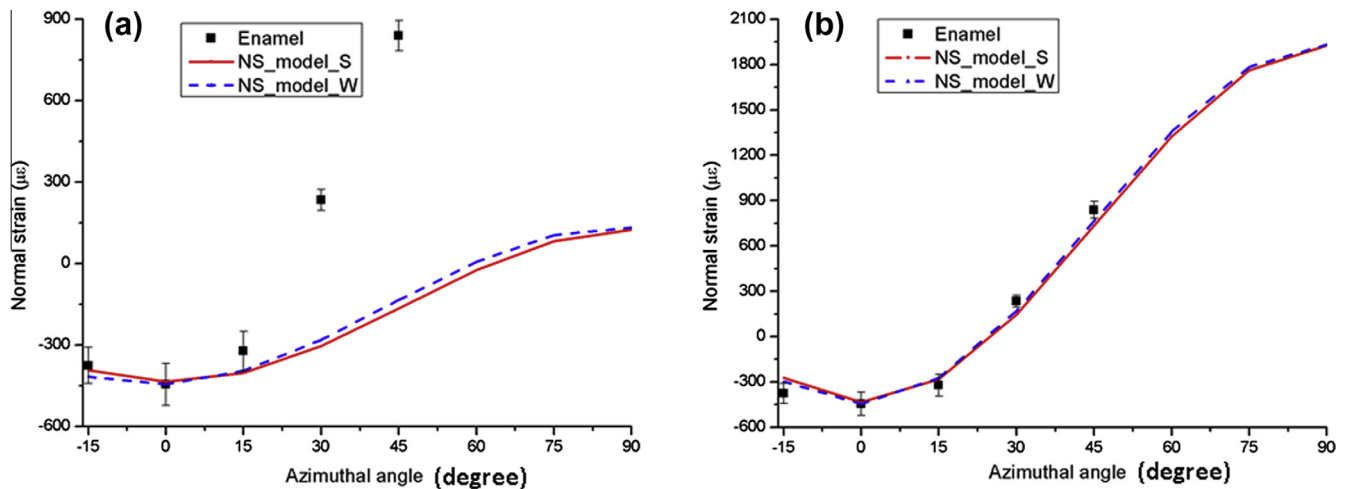 (a)
Enamel
NS_model_S
NS_model_W
900
600
300
0
-300
-600
Normal strain (με)
-15 0 15 30 45 60 75 90
Azimuthal angle (degree)
(b)
Enamel
NS_model_S
NS_model_W
2100
1800
1500
1200
900
600
300
0
-300
-600
Normal strain (με)
-15 0 15 30 45 60 75 90
Azimuthal angle (degree)